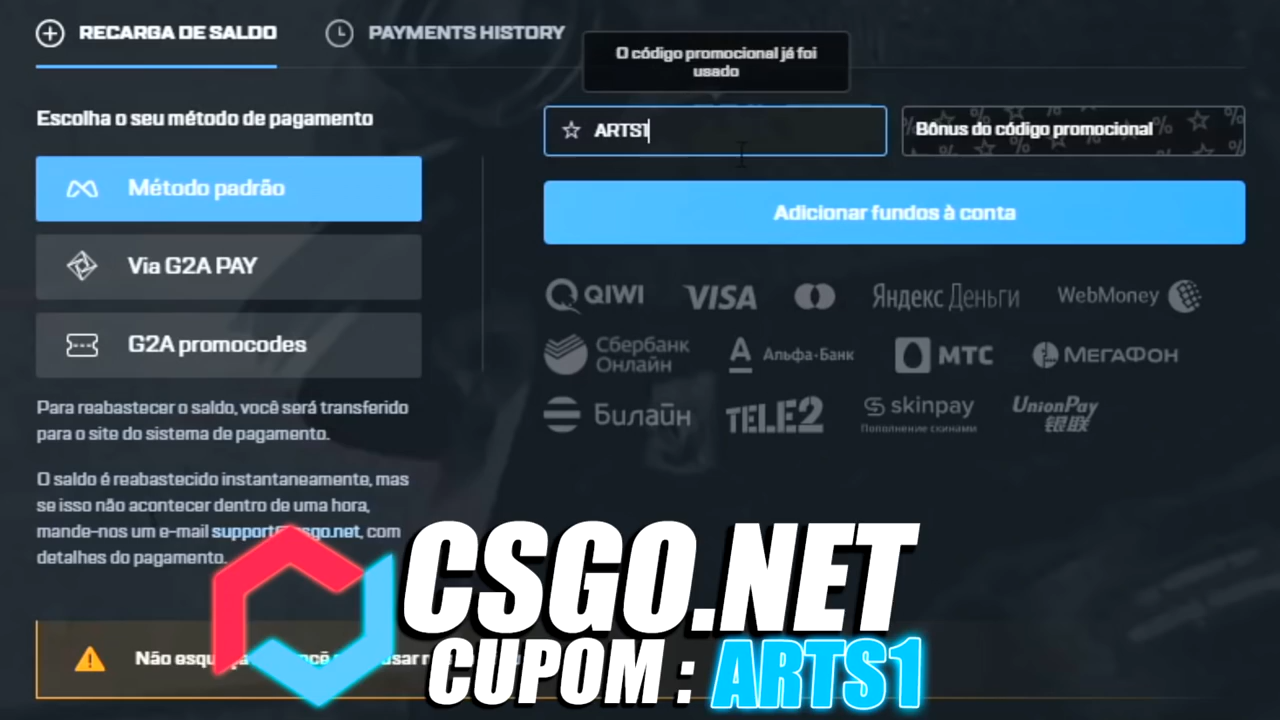 RECARGA DE SALDO
PAYMENTS HISTORY
O código promocional já foi
usado
Escolha o seu método de pagamento
ARTS1
Bônus do código promocional
Método padrão
Adicionar fundos à conta
Via G2A PAY
G2A promocodes
QIWI
VISA
Яндекс Деньги
WebMoney
Сбербанк
Онлайн
Альфа·Банк
МТС
МЕГАФОН
Билайн
TELE2
skinpay
Пополнение скинами
UnionPay
银联
Para reabastecer o saldo, você será transferido
para o site do sistema de pagamento.
O saldo é reabastecido instantaneamente, mas
se isso não acontecer dentro de uma hora,
mande-nos um e-mail support@csgo.net, com
detalhes do pagamento.
CSGO.NET
Não
CUPOM : ARTS1